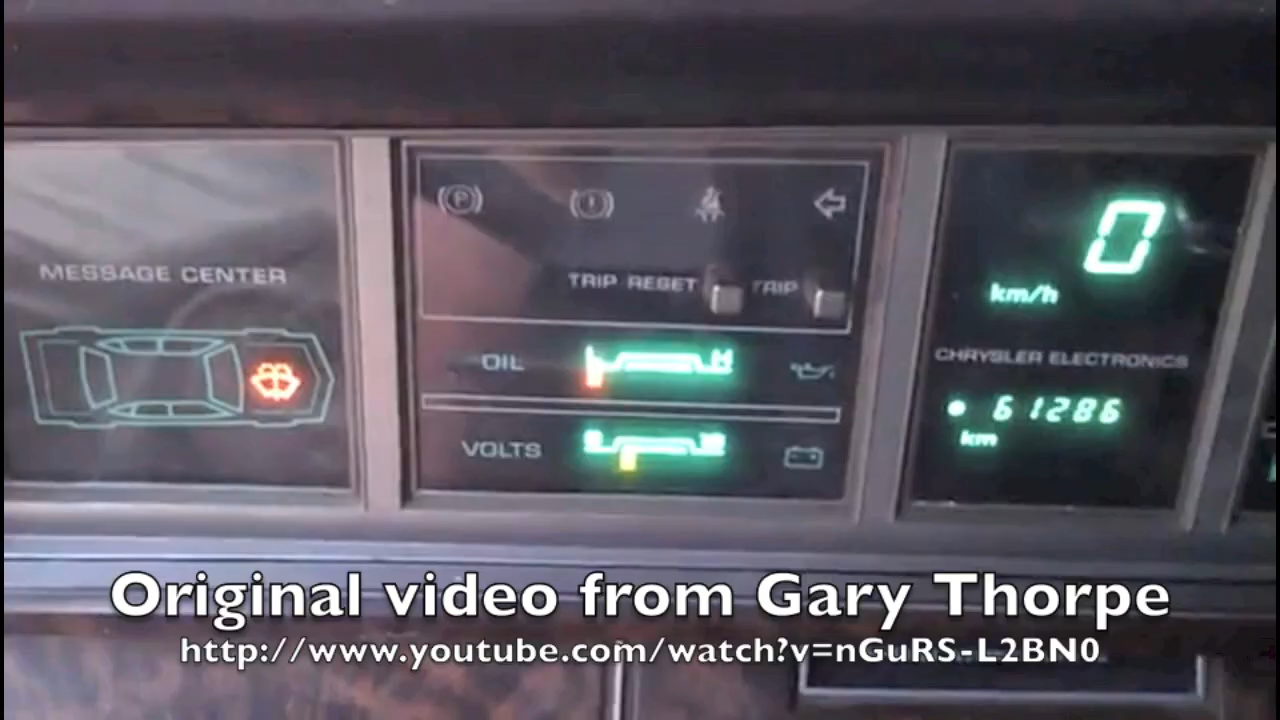 MESSAGE CENTER
P
TRIP RESET
TRIP
OIL
L H
VOLTS
0
km/h
CHRYSLER ELECTRONICS
61286
km
Original video from Gary Thorpe
http://www.youtube.com/watch?v=nGuRS-L2BN0